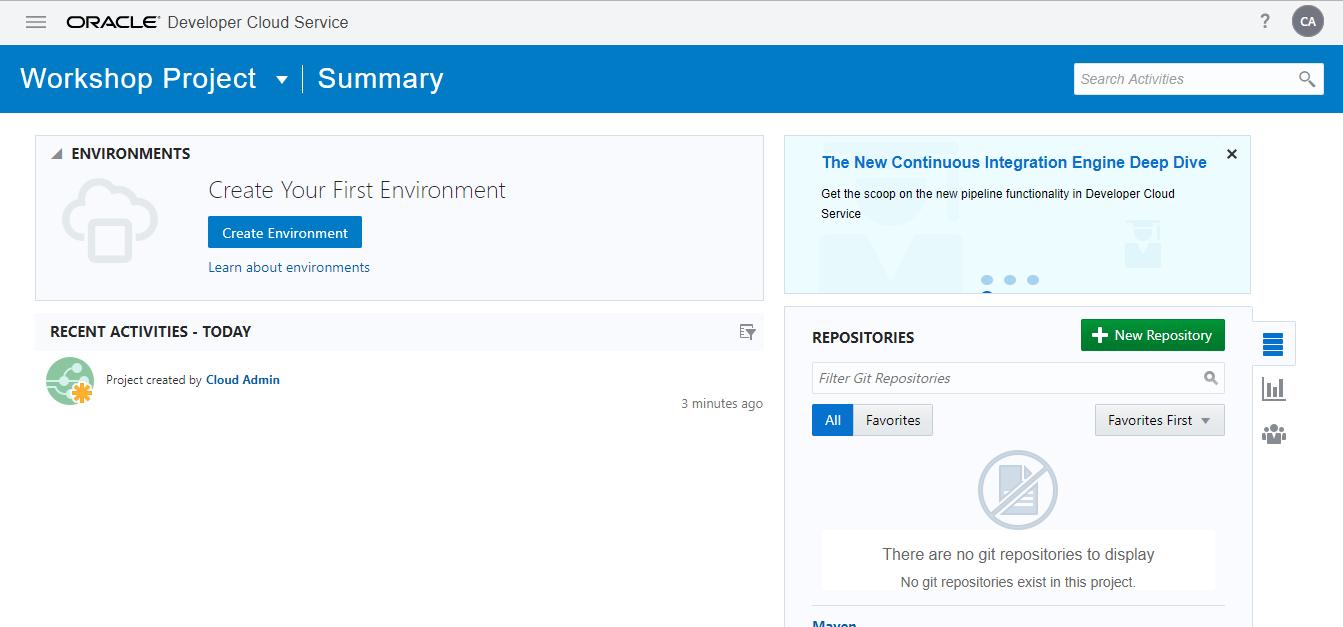 ORACLE® Developer Cloud Service
? CA
Workshop Project Summary
Search Activities
ENVIRONMENTS
Create Your First Environment
Create Environment
Learn about environments
RECENT ACTIVITIES - TODAY
Project created by Cloud Admin
3 minutes ago
The New Continuous Integration Engine Deep Dive
Get the scoop on the new pipeline functionality in Developer Cloud
Service
REPOSITORIES
New Repository
Filter Git Repositories
All Favorites Favorites First
There are no git repositories to display
No git repositories exist in this project.
Maven